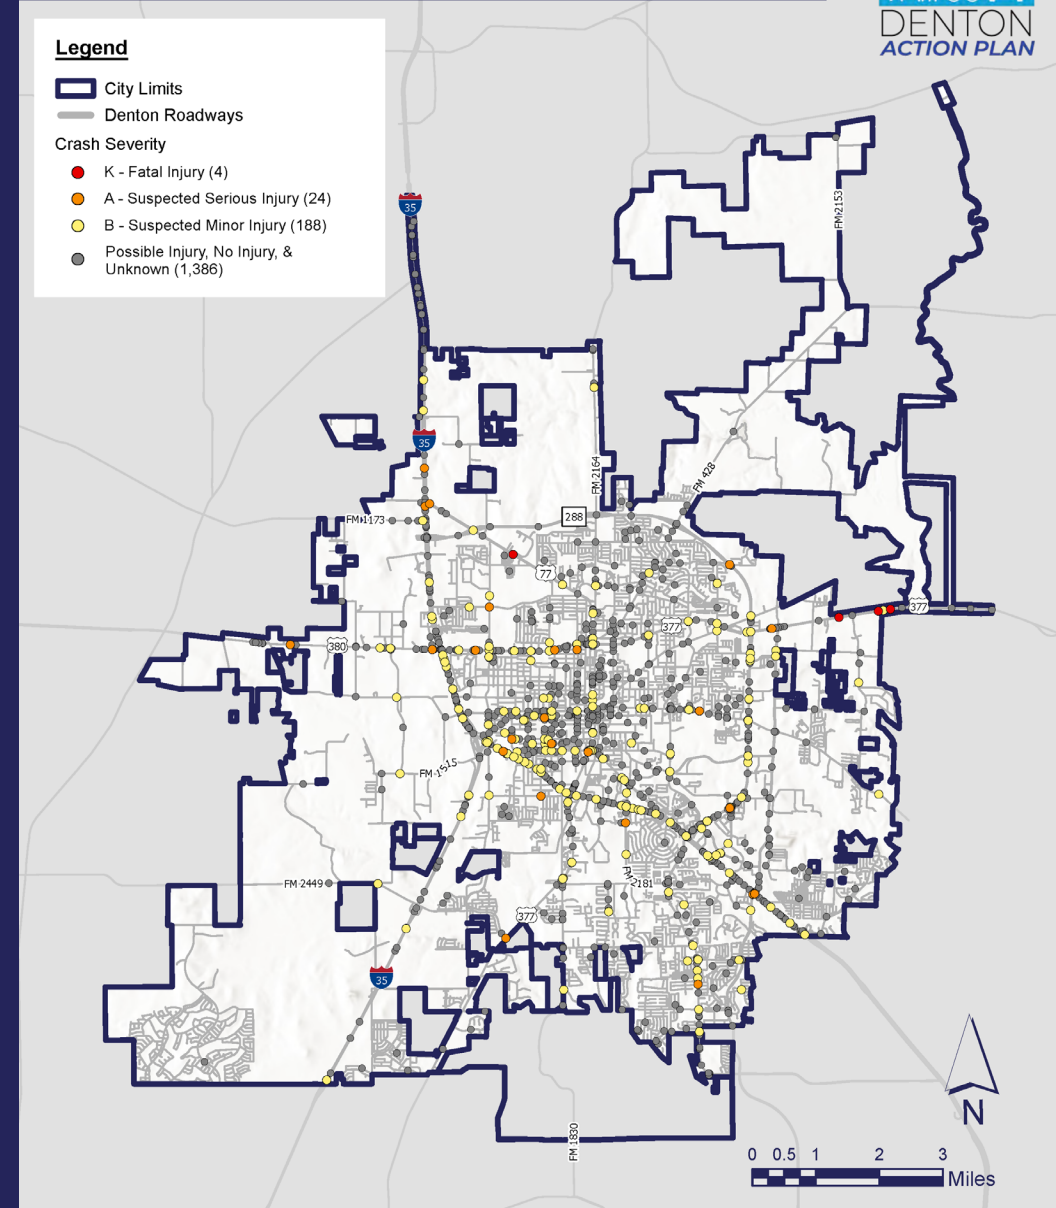 DENTON
ACTION PLAN
Legend
City Limits
Denton Roadways
Crash Severity
K - Fatal Injury (4)
A - Suspected Serious Injury (24)
B - Suspected Minor Injury (188)
Possible Injury, No Injury, &
Unknown (1,386)
35
FM 2153
35
FM 2164
FM 428
FM 1173
288
77
377
377
380
FM 1515
FM 2449
FM 2181
377
35
FM 1830
N
0 0.5 1 2 3
Miles